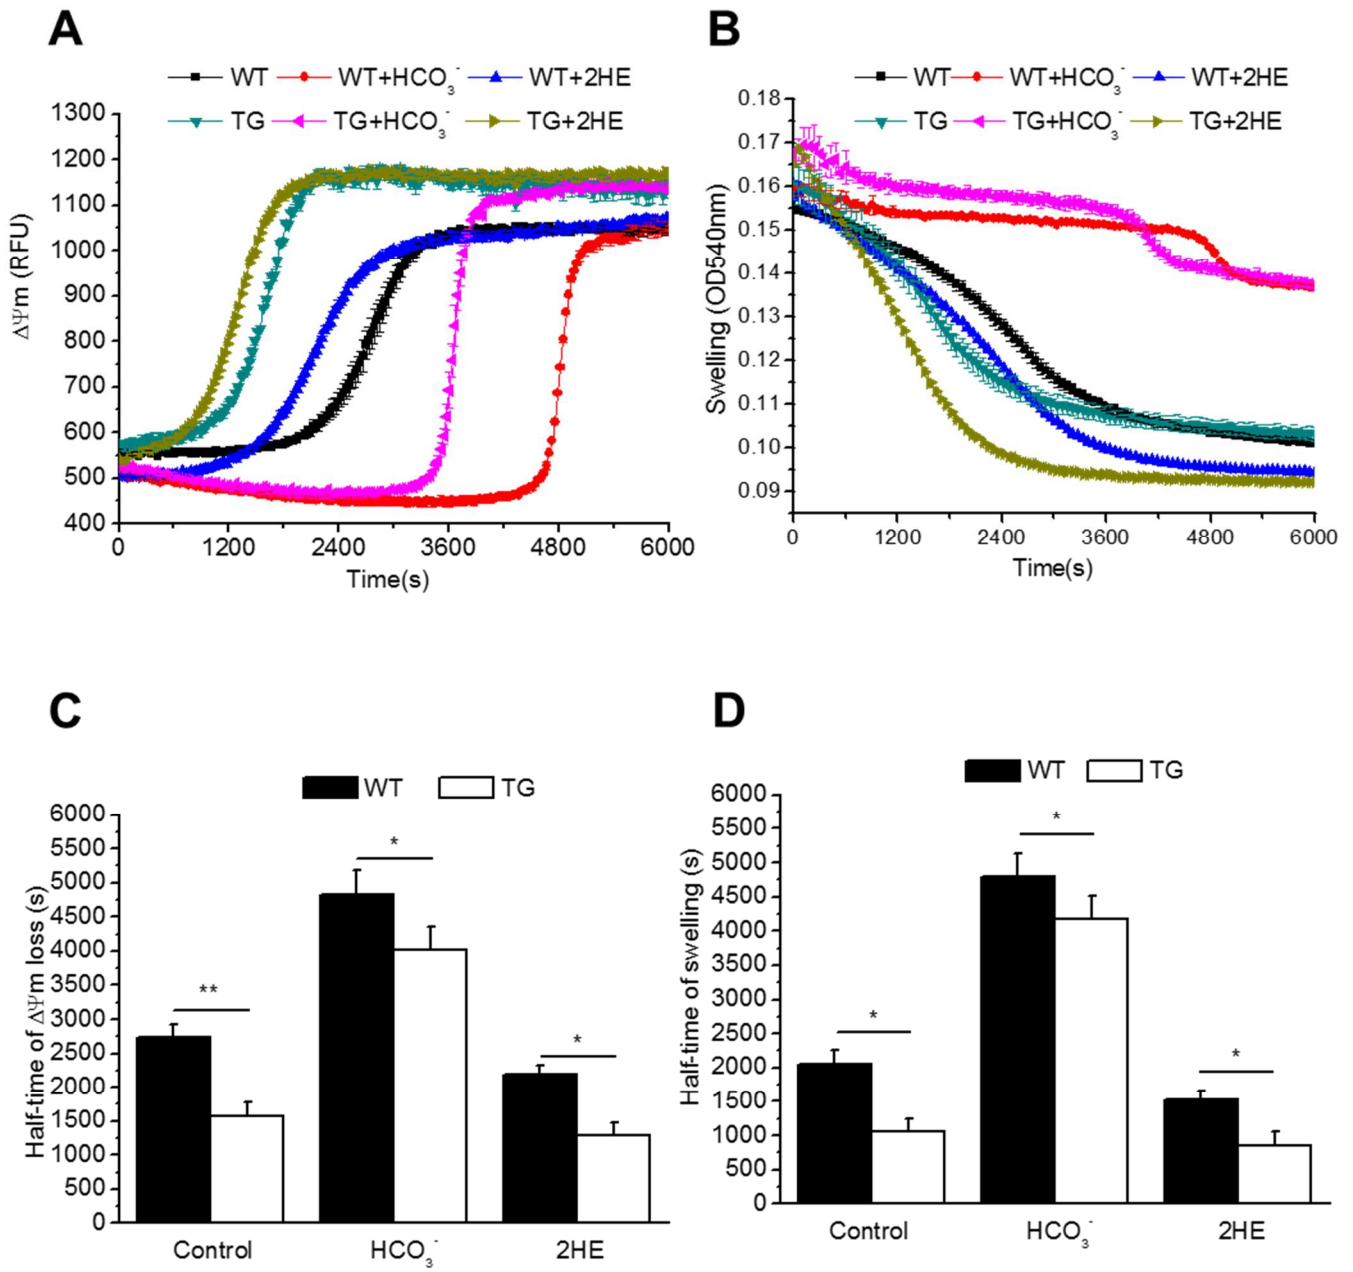 A
WT WT+HCO₃⁻ WT+2HE
TG TG+HCO₃⁻ TG+2HE
1300
1200
1100
1000
900
800
700
600
500
400
ΔΨm (RFU)
0 1200 2400 3600 4800 6000
Time(s)
B
WT WT+HCO₃⁻ WT+2HE
TG TG+HCO₃⁻ TG+2HE
0.18
0.17
0.16
0.15
0.14
0.13
0.12
0.11
0.10
0.09
Swelling (OD540nm)
0 1200 2400 3600 4800 6000
Time(s)
C
WT TG
6000
5500
5000
4500
4000
3500
3000
2500
2000
1500
1000
500
0
Half-time of ΔΨm loss (s)
**
*
*
Control HCO₃⁻ 2HE
D
WT TG
6000
5500
5000
4500
4000
3500
3000
2500
2000
1500
1000
500
0
Half-time of swelling (s)
*
*
*
Control HCO₃⁻ 2HE